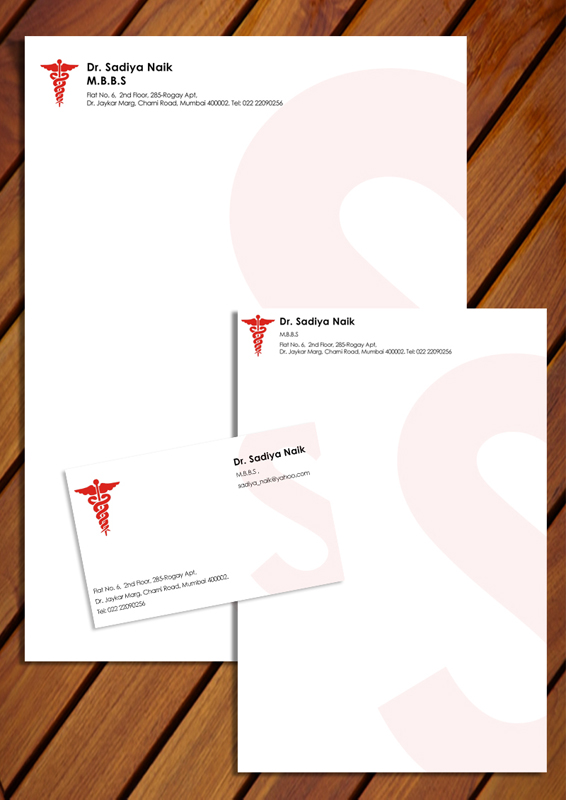 Dr. Sadiya Naik
M.B.B.S
Flat No. 6,  2nd Floor, 285-Rogay Apt,
Dr. Jaykar Marg, Charni Road, Mumbai 400002. Tel: 022 22090256
Dr. Sadiya Naik
M.B.B.S
Flat No. 6,  2nd Floor, 285-Rogay Apt,
Dr. Jaykar Marg, Charni Road, Mumbai 400002. Tel: 022 22090256
Dr. Sadiya Naik
M.B.B.S .
sadiya_naik@yahoo.com
Flat No. 6,  2nd Floor, 285-Rogay Apt,
Dr. Jaykar Marg, Charni Road, Mumbai 400002.
Tel: 022 22090256